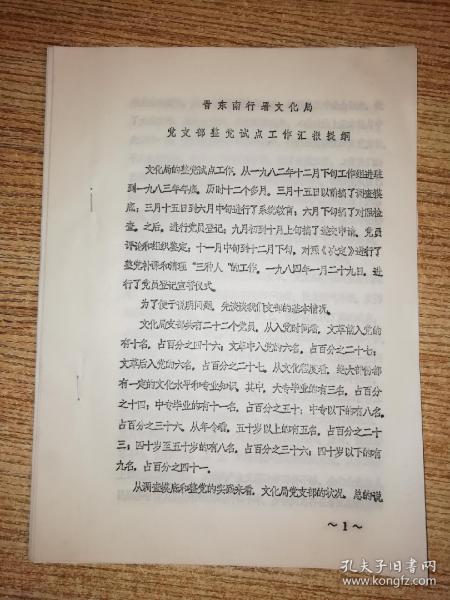 晋东南行署文化局
党支部整党试点工作汇报提纲
文化局的整党试点工作，从一九八二年十二月下旬工作组进驻
到一九八三年年底，历时十二个多月。三月十五日以前搞了调查摸
底；三月十五日到六月中旬进行了系统教育；六月下旬搞了对照检
查。之后，进行党员登记；九月初到十月上旬搞了递交申请，党员
评论和组织鉴定；十一月中旬到十二月下旬，对照《决定》进行了
整党补课和清理“三种人”的工作。一九八四年一月二十九日，进
行了党员登记宣誓仪式。
为了便于说明问题，先谈谈我们支部的基本情况。
文化局支部共有二十二个党员。从入党时间看，文革前入党的
有十名，占百分之四十六；文革中入党的六名，占百分之二十七；
文革后入党的六名，占百分之二十七。从文化程度看，绝大部份都
有一定的文化水平和专业知识，其中，大专毕业的有三名，占百分
之十四；中专毕业的有十一名，占百分之五十；中专以下的有八名，
占百分之三十六。从年令看，五十岁以上的有五名，占百分之二十
三；四十岁至五十岁的有八名，占百分之三十六；四十岁以下的有
九名，占百分之四十一。
从调查摸底和整党的实践来看，文化局党支部的状况，总的说
～1～
孔夫子旧书网
www.kongfz.com